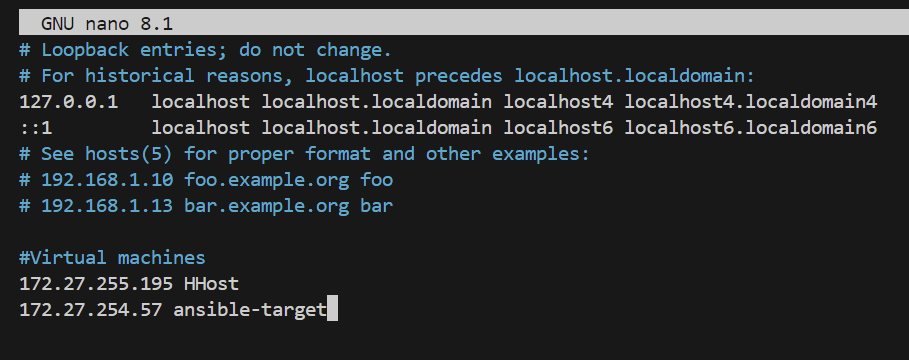 GNU nano 8.1
# Loopback entries; do not change.
# For historical reasons, localhost precedes localhost.localdomain:
127.0.0.1   localhost localhost.localdomain localhost4 localhost4.localdomain4
::1         localhost localhost.localdomain localhost6 localhost6.localdomain6
# See hosts(5) for proper format and other examples:
# 192.168.1.10 foo.example.org foo
# 192.168.1.13 bar.example.org bar
#Virtual machines
172.27.255.195 HHost
172.27.254.57 ansible-target